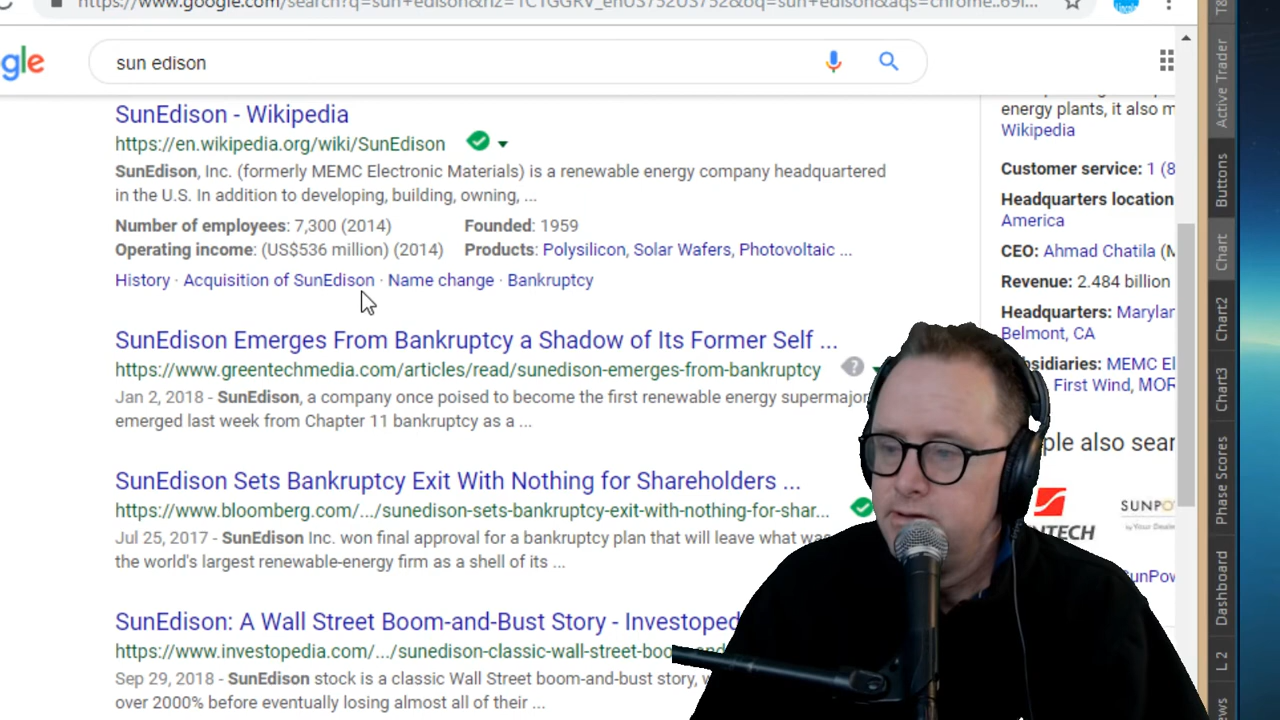 gle
sun edison
SunEdison - Wikipedia
https://en.wikipedia.org/wiki/SunEdison
SunEdison, Inc. (formerly MEMC Electronic Materials) is a renewable energy company headquartered
in the U.S. In addition to developing, building, owning, ...
Number of employees: 7,300 (2014) Founded: 1959
Operating income: (US$536 million) (2014) Products: Polysilicon, Solar Wafers, Photovoltaic ...
History · Acquisition of SunEdison · Name change · Bankruptcy
SunEdison Emerges From Bankruptcy a Shadow of Its Former Self ...
https://www.greentechmedia.com/articles/read/sunedison-emerges-from-bankruptcy
Jan 2, 2018 - SunEdison, a company once poised to become the first renewable energy supermajor
emerged last week from Chapter 11 bankruptcy as a ...
SunEdison Sets Bankruptcy Exit With Nothing for Shareholders ...
https://www.bloomberg.com/.../sunedison-sets-bankruptcy-exit-with-nothing-for-shar...
Jul 25, 2017 - SunEdison Inc. won final approval for a bankruptcy plan that will leave what
the world's largest renewable-energy firm as a shell of its ...
SunEdison: A Wall Street Boom-and-Bust Story - Investoped
https://www.investopedia.com/.../sunedison-classic-wall-street-boo
Sep 29, 2018 - SunEdison stock is a classic Wall Street boom-and-bust story,
over 2000% before eventually losing almost all of their ...
energy plants, it also m
Wikipedia
Customer service: 1 (8
Headquarters location
America
CEO: Ahmad Chatila (M
Revenue: 2.484 billion
Headquarters: Marylan
Belmont, CA
bsidiaries: MEMC El
First Wind, MOR
ple also sear
NTECH
SUNPO
SunPow
Active Trader
Buttons
Chart
Chart2
Chart3
Phase Scores
Dashboard
L 2